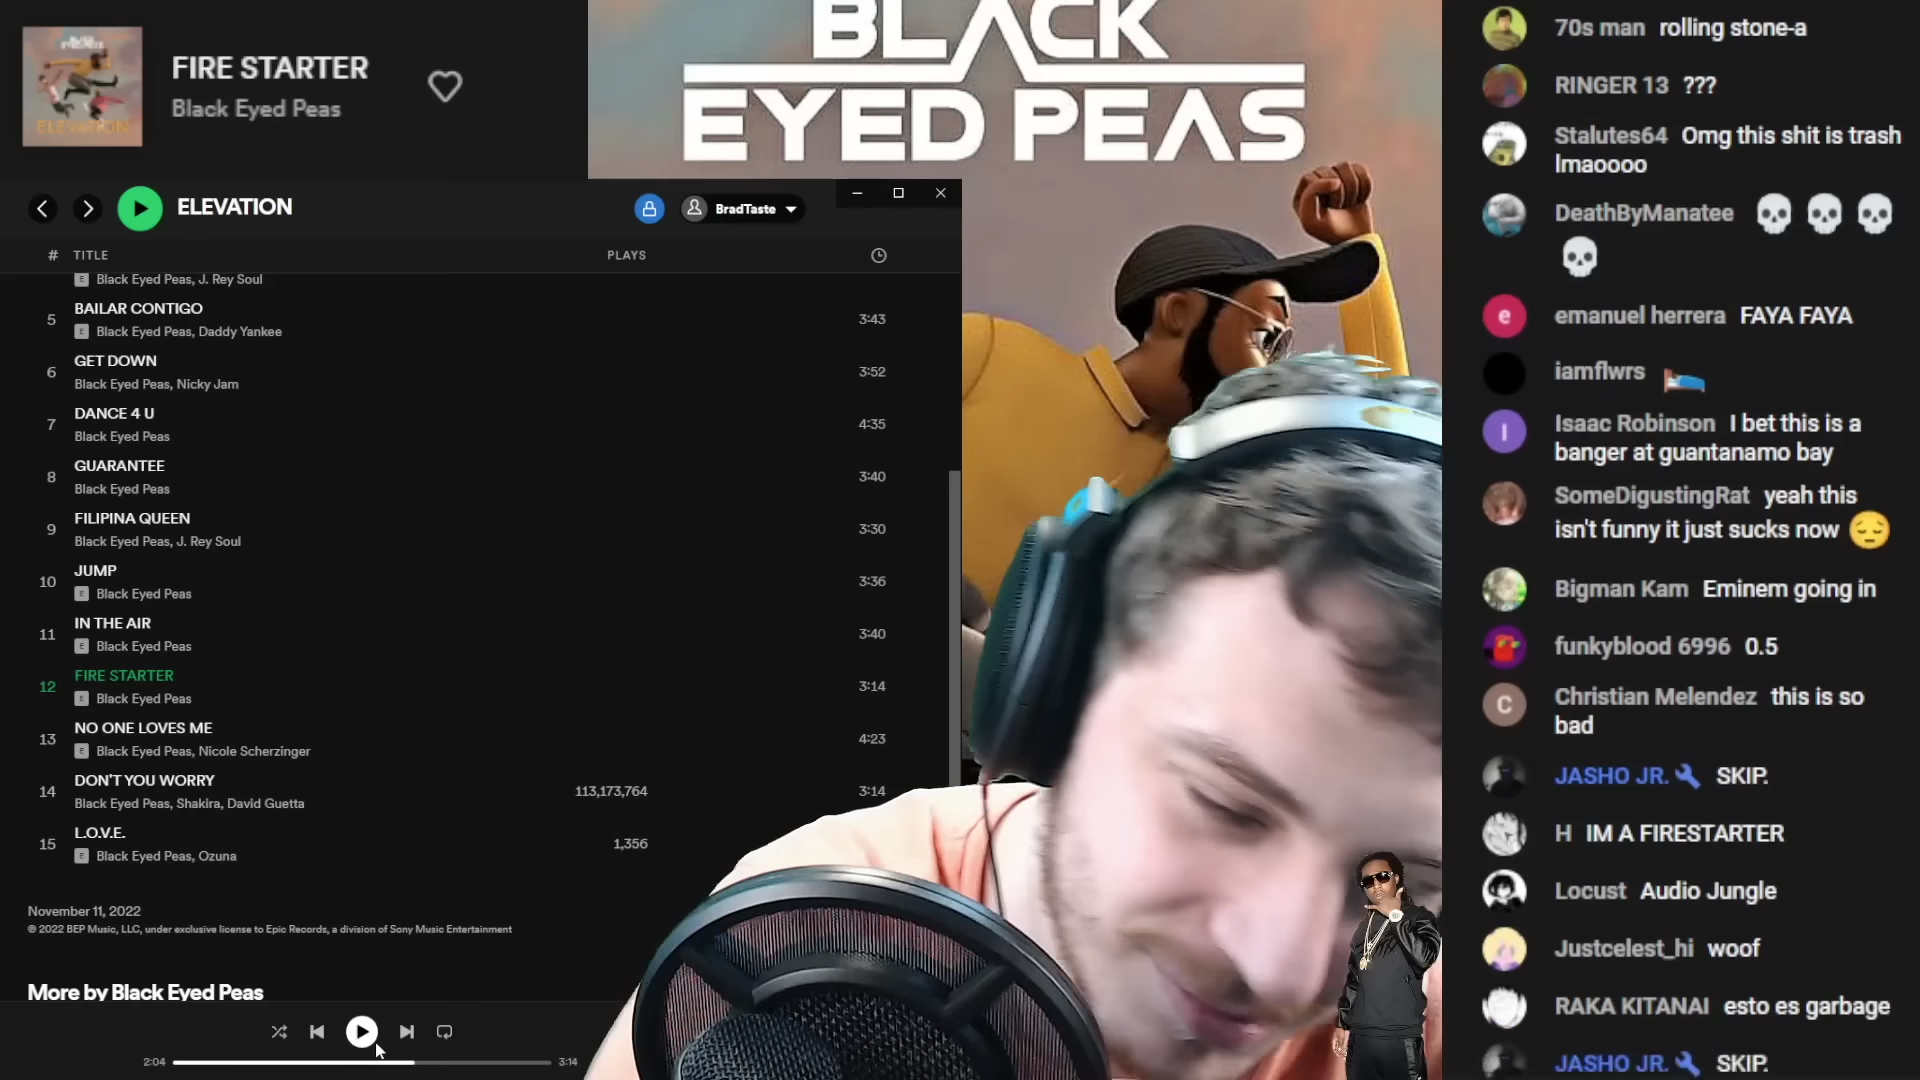 FIRE STARTER
Black Eyed Peas
ELEVATION
BLACK
EYED PEAS
ELEVATION
BradTaste
# TITLE PLAYS
E Black Eyed Peas, J. Rey Soul
5 BAILAR CONTIGO 3:43
E Black Eyed Peas, Daddy Yankee
6 GET DOWN 3:52
Black Eyed Peas, Nicky Jam
7 DANCE 4 U 4:35
Black Eyed Peas
8 GUARANTEE 3:40
Black Eyed Peas
9 FILIPINA QUEEN 3:30
Black Eyed Peas, J. Rey Soul
10 JUMP 3:36
E Black Eyed Peas
11 IN THE AIR 3:40
E Black Eyed Peas
12 FIRE STARTER 3:14
E Black Eyed Peas
13 NO ONE LOVES ME 4:23
E Black Eyed Peas, Nicole Scherzinger
14 DON'T YOU WORRY 113,173,764 3:14
Black Eyed Peas, Shakira, David Guetta
15 L.O.V.E. 1,356
E Black Eyed Peas, Ozuna
November 11, 2022
℗ 2022 BEP Music, LLC, under exclusive license to Epic Records, a division of Sony Music Entertainment
More by Black Eyed Peas
2:04 3:14
70s man rolling stone-a
RINGER 13 ???
Stalutes64 Omg this shit is trash
lmaoooo
DeathByManatee 💀 💀 💀
💀
e emanuel herrera FAYA FAYA
iamflwrs 🛌
I Isaac Robinson I bet this is a
banger at guantanamo bay
SomeDigustingRat yeah this
isn't funny it just sucks now 😔
Bigman Kam Eminem going in
funkyblood 6996 0.5
C Christian Melendez this is so
bad
JASHO JR. 🔧 SKIP.
H IM A FIRESTARTER
Locust Audio Jungle
Justcelest_hi woof
RAKA KITANAI esto es garbage
JASHO JR. 🔧 SKIP.